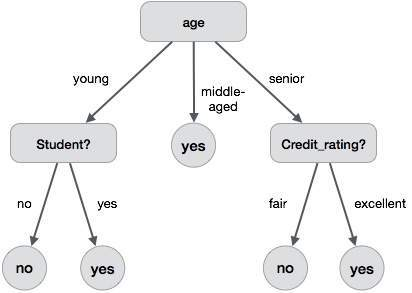 age
young
middle-
aged
senior
Student?
yes
Credit_rating?
no
yes
fair
excellent
no
yes
no
yes